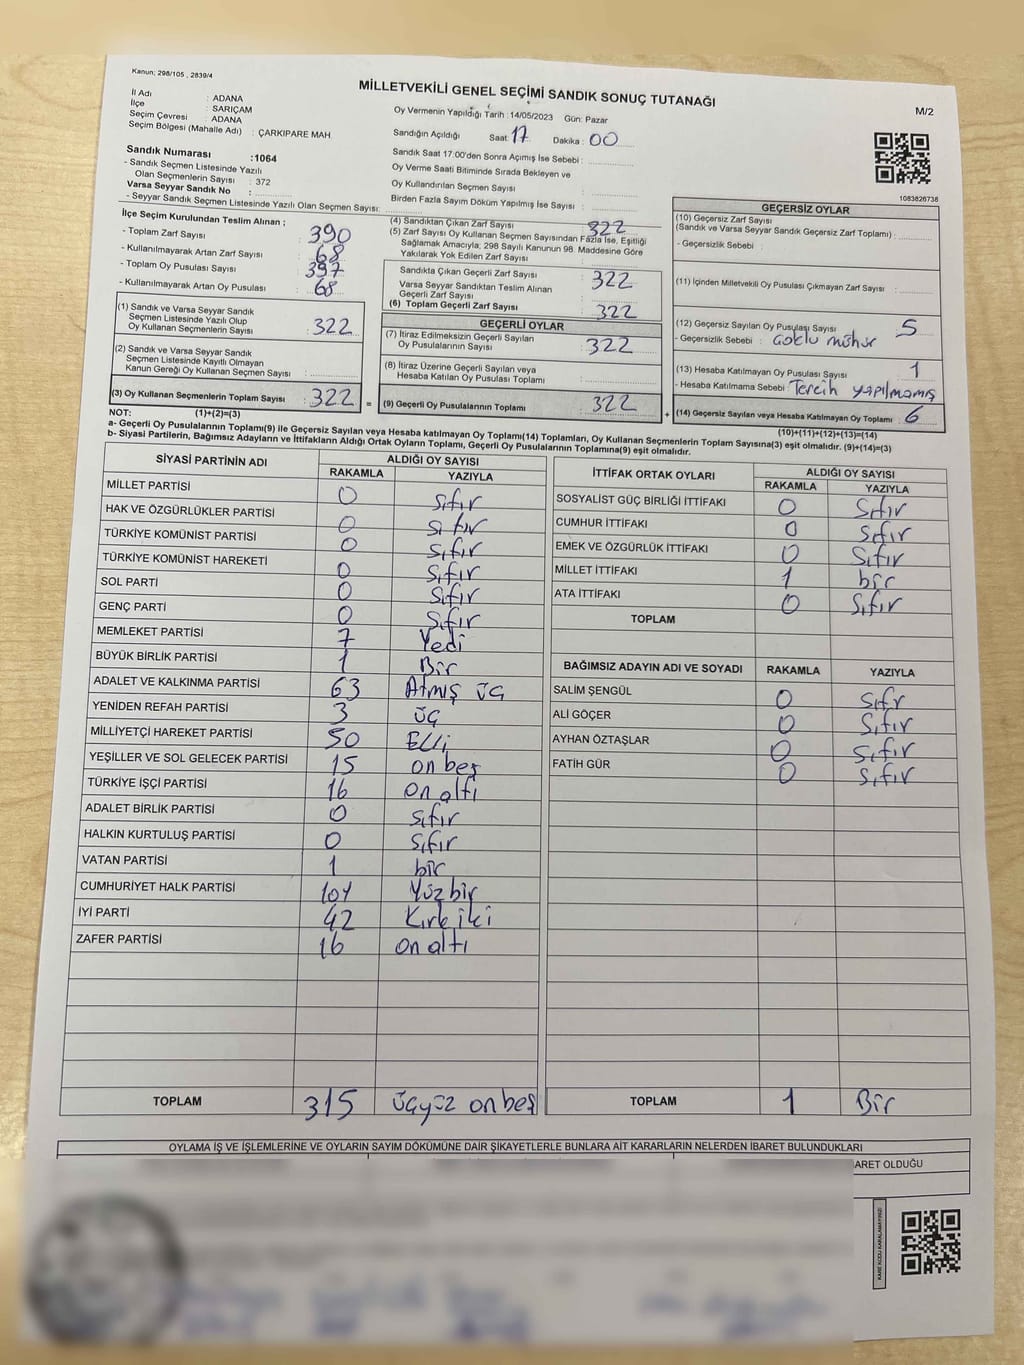 Kanun; 298/105 , 2839/4
MİLLETVEKİLİ GENEL SEÇİMİ SANDIK SONUÇ TUTANAĞI
M/2
İl Adı : ADANA
İlçe : SARIÇAM
Seçim Çevresi : ADANA
Seçim Bölgesi (Mahalle Adı) : ÇARKIPARE MAH.
Oy Vermenin Yapıldığı Tarih : 14/05/2023 Gün: Pazar
Sandığın Açıldığı Saat: 17 Dakika : 00
Sandık Saat 17:00'den Sonra Açımış İse Sebebi :
Oy Verme Saati Bitiminde Sırada Bekleyen ve
Oy Kullandırılan Seçmen Sayısı :
Birden Fazla Sayım Döküm Yapılmış İse Sayısı :
Sandık Numarası :1064
- Sandık Seçmen Listesinde Yazılı
Olan Seçmenlerin Sayısı : 372
Varsa Seyyar Sandık No :
- Seyyar Sandık Seçmen Listesinde Yazılı Olan Seçmen Sayısı:
1083826738
İlçe Seçim Kurulundan Teslim Alınan ;
- Toplam Zarf Sayısı : 390
- Kullanılmayarak Artan Zarf Sayısı : 68
- Toplam Oy Pusulası Sayısı : 397
- Kullanılmayarak Artan Oy Pusulası : 68
(1) Sandık ve Varsa Seyyar Sandık
Seçmen Listesinde Yazılı Olup
Oy Kullanan Seçmenlerin Sayısı : 322
(2) Sandık ve Varsa Seyyar Sandık
Seçmen Listesinde Kayıtlı Olmayan
Kanun Gereği Oy Kullanan Seçmen Sayısı :
(3) Oy Kullanan Seçmenlerin Toplam Sayısı : 322 =
(4) Sandıktan Çıkan Zarf Sayısı : 322
(5) Zarf Sayısı Oy Kullanan Seçmen Sayısından Fazla İse, Eşitliği
Sağlamak Amacıyla; 298 Sayılı Kanunun 98. Maddesine Göre
Yakılarak Yok Edilen Zarf Sayısı :
Sandıkta Çıkan Geçerli Zarf Sayısı : 322
Varsa Seyyar Sandıktan Teslim Alınan
Geçerli Zarf Sayısı :
(6) Toplam Geçerli Zarf Sayısı : 322
GEÇERLİ OYLAR
(7) İtiraz Edilmeksizin Geçerli Sayılan
Oy Pusulalarının Sayısı : 322
(8) İtiraz Üzerine Geçerli Sayılan veya
Hesaba Katılan Oy Pusulası Toplamı :
(9) Geçerli Oy Pusulalarının Toplamı : 322 +
GEÇERSİZ OYLAR
(10) Geçersiz Zarf Sayısı
(Sandık ve Varsa Seyyar Sandık Geçersiz Zarf Toplamı) :
- Geçersizlik Sebebi :
(11) İçinden Milletvekili Oy Pusulası Çıkmayan Zarf Sayısı :
(12) Geçersiz Sayılan Oy Pusulası Sayısı : 5
- Geçersizlik Sebebi : Çoklu mühür
(13) Hesaba Katılmayan Oy Pusulası Sayısı : 1
- Hesaba Katılmama Sebebi : Tercih yapılmamış
(14) Geçersiz Sayılan veya Hesaba Katılmayan Oy Toplamı : 6
NOT: (1)+(2)=(3)
(10)+(11)+(12)+(13)=(14)
a- Geçerli Oy Pusulalarının Toplamı(9) ile Geçersiz Sayılan veya Hesaba katılmayan Oy Toplamı(14) Toplamları, Oy Kullanan Seçmenlerin Toplam Sayısına(3) eşit olmalıdır. (9)+(14)=(3)
b- Siyasi Partilerin, Bağımsız Adayların ve İttifakların Aldığı Ortak Oyların Toplamı, Geçerli Oy Pusulalarının Toplamına(9) eşit olmalıdır.
SİYASİ PARTİNİN ADI ALDIĞI OY SAYISI
RAKAMLA YAZIYLA
MİLLET PARTİSİ 0 sıfır
HAK VE ÖZGÜRLÜKLER PARTİSİ 0 sıfır
TÜRKİYE KOMÜNİST PARTİSİ 0 sıfır
TÜRKİYE KOMÜNİST HAREKETİ 0 sıfır
SOL PARTİ 0 sıfır
GENÇ PARTİ 0 sıfır
MEMLEKET PARTİSİ 7 Yedi
BÜYÜK BİRLİK PARTİSİ 1 Bir
ADALET VE KALKINMA PARTİSİ 63 Atmış üç
YENİDEN REFAH PARTİSİ 3 üç
MİLLİYETÇİ HAREKET PARTİSİ 50 Elli
YEŞİLLER VE SOL GELECEK PARTİSİ 15 on beş
TÜRKİYE İŞÇİ PARTİSİ 16 on altı
ADALET BİRLİK PARTİSİ 0 sıfır
HALKIN KURTULUŞ PARTİSİ 0 sıfır
VATAN PARTİSİ 1 bir
CUMHURİYET HALK PARTİSİ 101 Yüz bir
İYİ PARTİ 42 Kırk iki
ZAFER PARTİSİ 16 on altı
TOPLAM 315 üçyüz onbeş
İTTİFAK ORTAK OYLARI ALDIĞI OY SAYISI
RAKAMLA YAZIYLA
SOSYALİST GÜÇ BİRLİĞİ İTTİFAKI 0 Sıfır
CUMHUR İTTİFAKI 0 sıfır
EMEK VE ÖZGÜRLÜK İTTİFAKI 0 Sıfır
MİLLET İTTİFAKI 1 bir
ATA İTTİFAKI 0 sıfır
TOPLAM
BAĞIMSIZ ADAYIN ADI VE SOYADI RAKAMLA YAZIYLA
SALİM ŞENGÜL 0 sıfır
ALİ GÖÇER 0 sıfır
AYHAN ÖZTAŞLAR 0 sıfır
FATİH GÜR 0 sıfır
TOPLAM 1 Bir
OYLAMA İŞ VE İŞLEMLERİNE VE OYLARIN SAYIM DÖKÜMÜNE DAİR ŞİKAYETLERLE BUNLARA AİT KARARLARIN NELERDEN İBARET BULUNDUKLARI
BARET OLDUĞU
KARE KODU KARALAMAYINIZ!